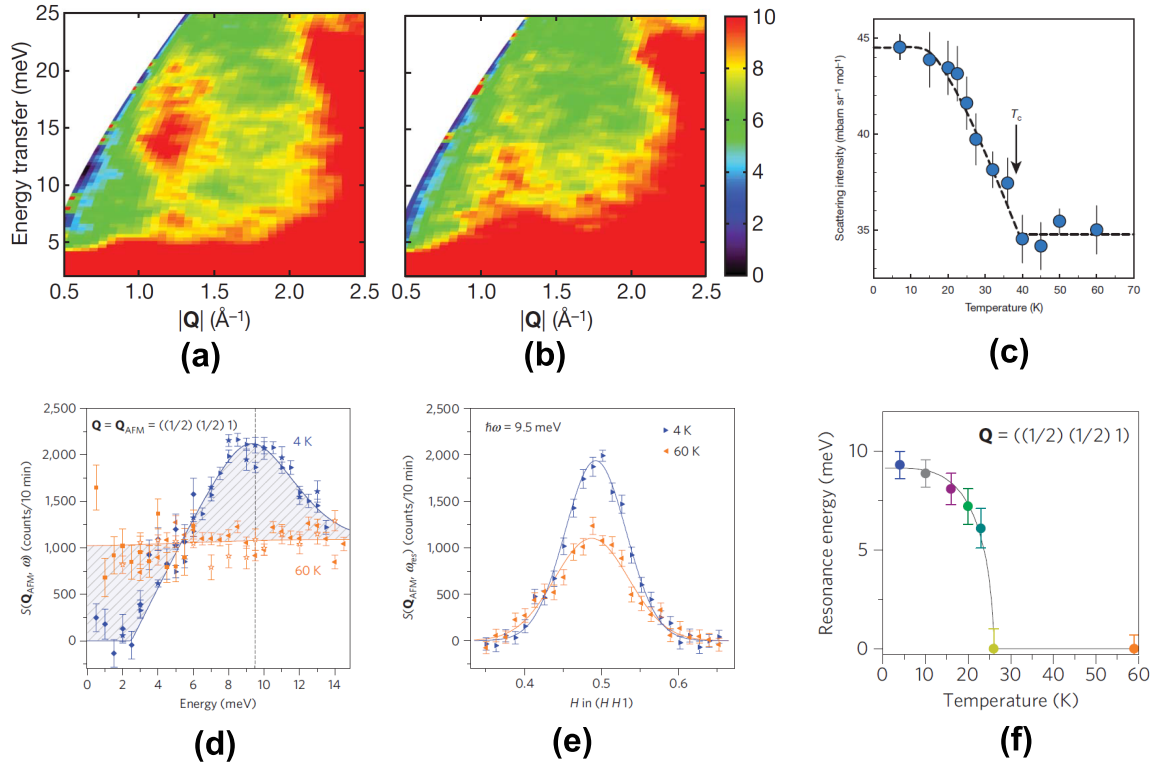 Energy transfer (meV)
25
20
15
10
5
0.5
1.0
1.5
2.0
2.5
|Q| (Å⁻¹)
(a)
0.5
1.0
1.5
2.0
2.5
|Q| (Å⁻¹)
10
8
6
4
2
0
(b)
Scattering intensity (mbarn sr⁻¹ mol⁻¹)
45
40
35
Tc
0
10
20
30
40
50
60
70
Temperature (K)
(c)
S(QAFM, ω) (counts/10 min)
2,500
2,000
1,500
1,000
500
0
Q = QAFM = ((1/2) (1/2) 1)
4 K
60 K
0
2
4
6
8
10
12
14
Energy (meV)
(d)
S(QAFM, ωres) (counts/10 min)
2,500
2,000
1,500
1,000
500
0
ħω = 9.5 meV
4 K
60 K
0.4
0.5
0.6
H in (H H 1)
(e)
Resonance energy (meV)
10
5
0
Q = ((1/2) (1/2) 1)
0
10
20
30
40
50
60
Temperature (K)
(f)